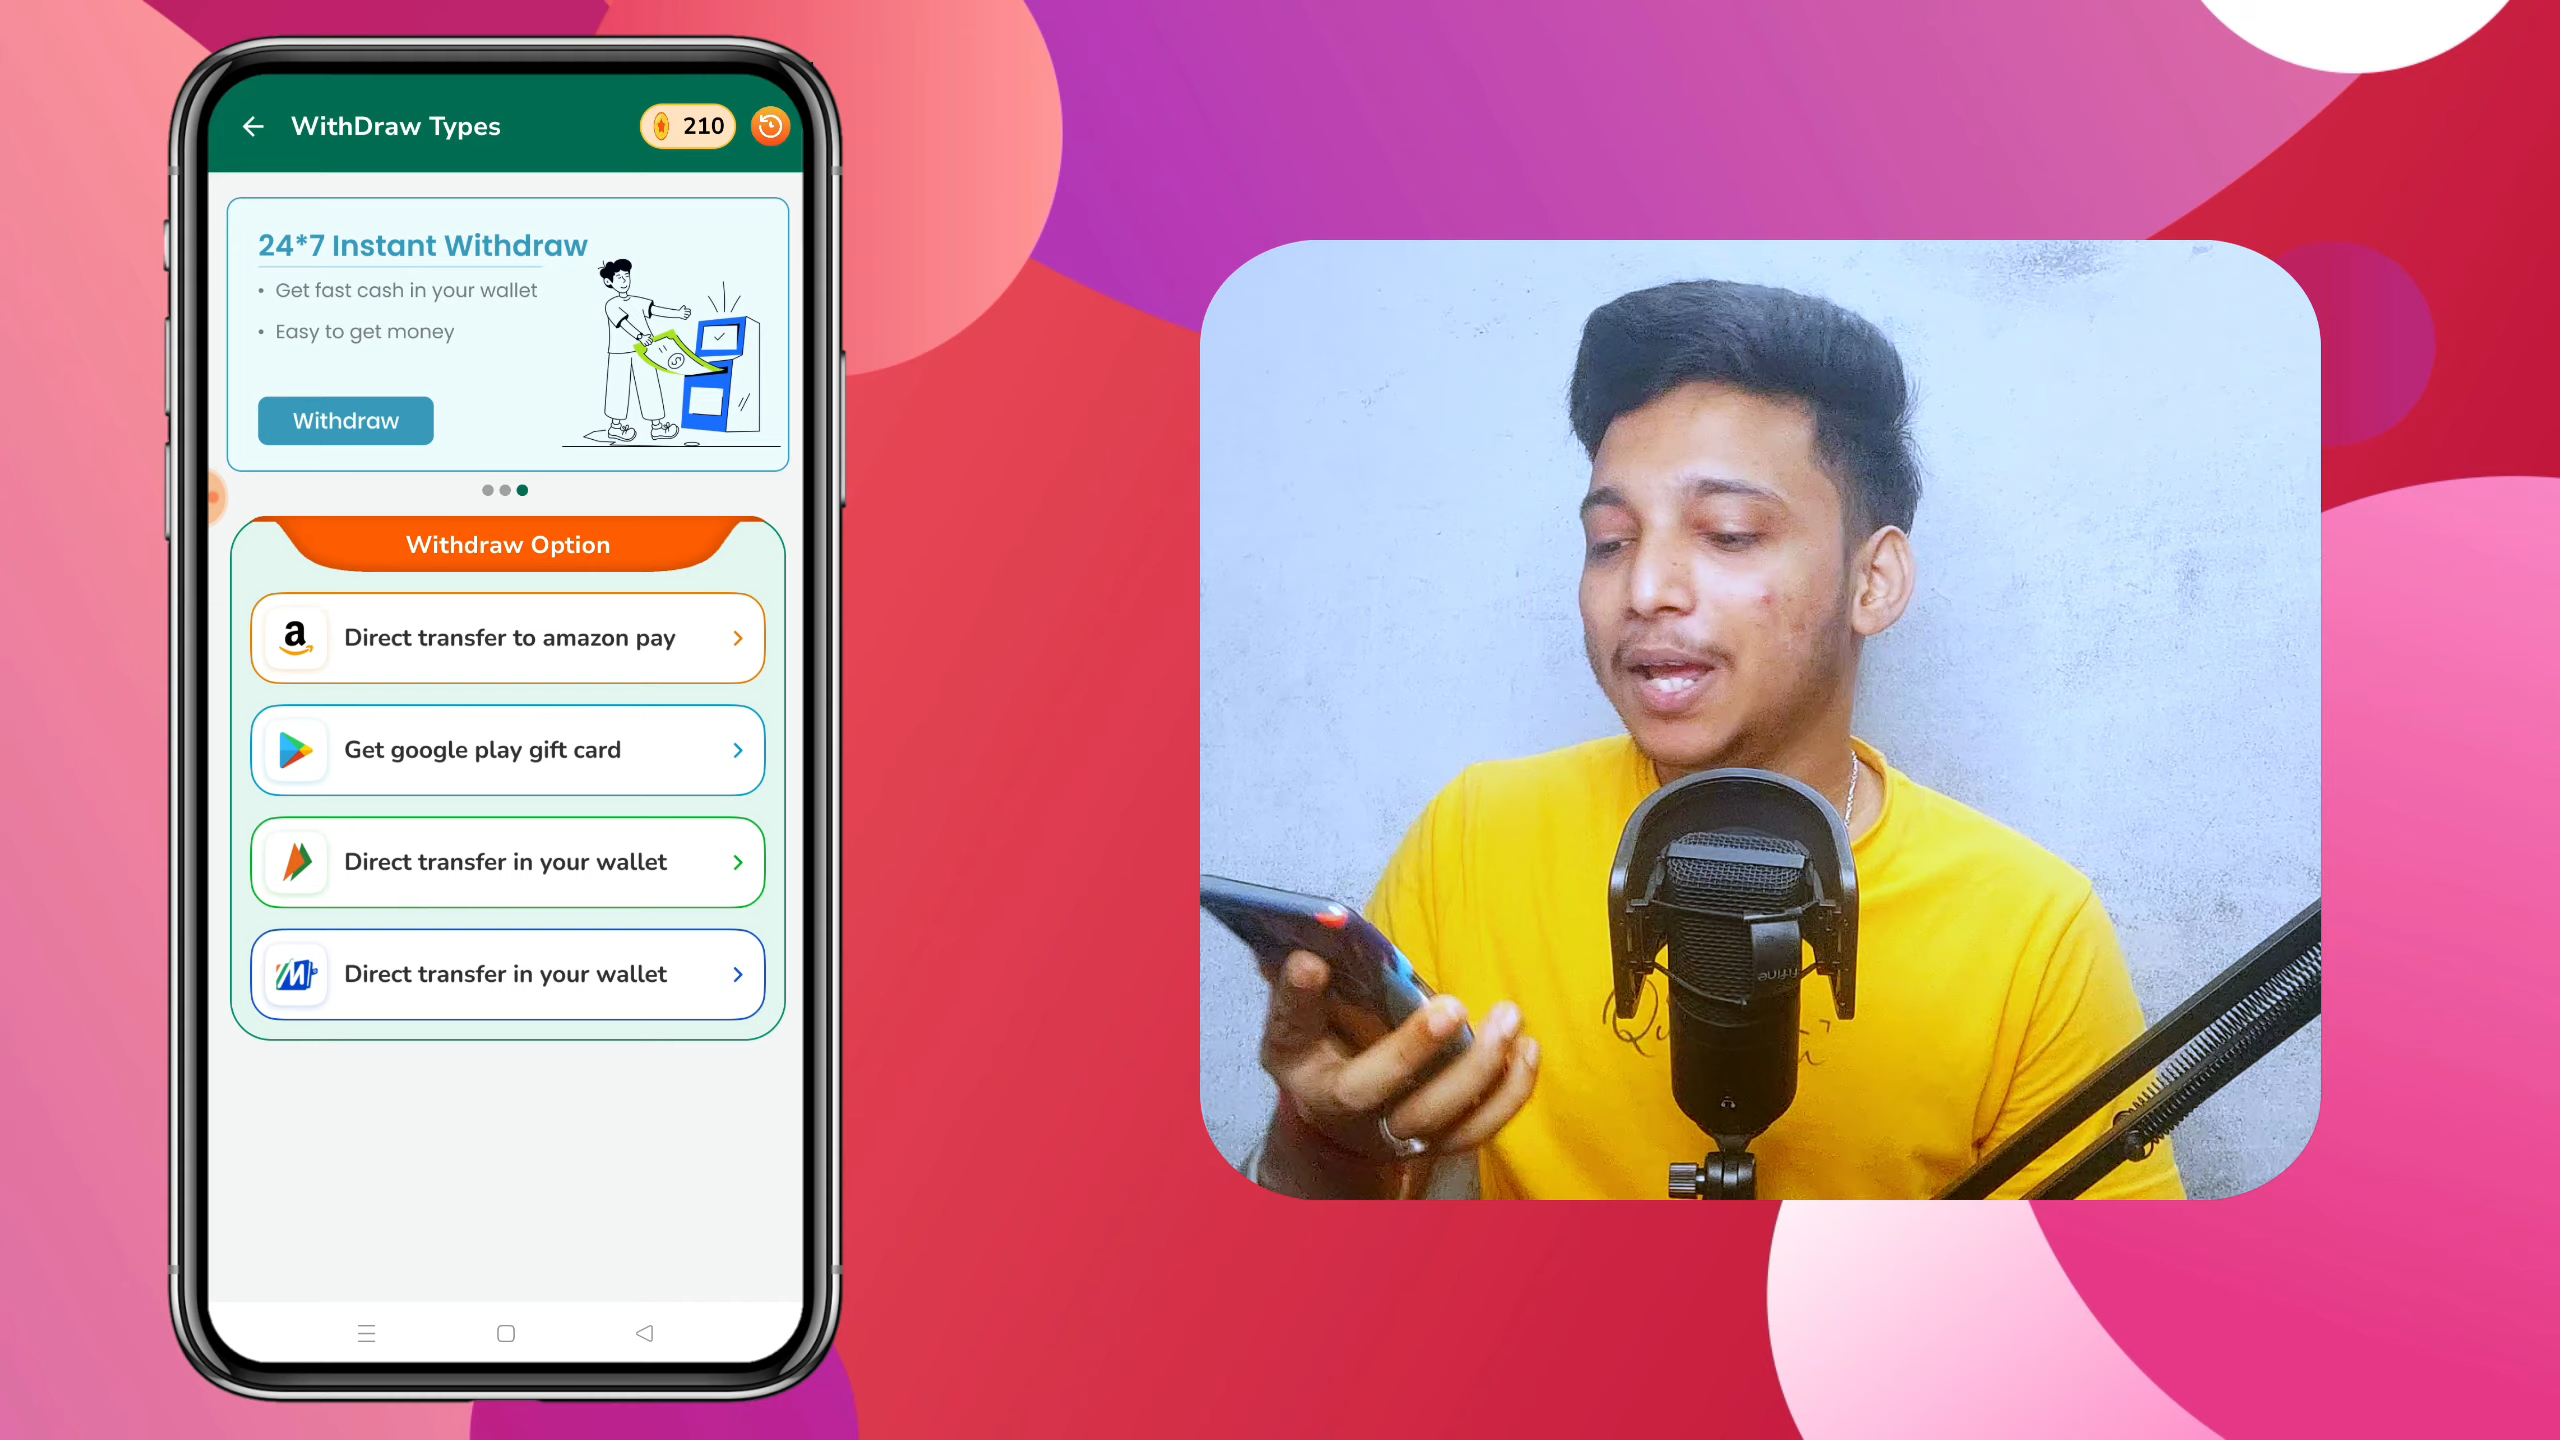 WithDraw Types
210
24*7 Instant Withdraw
• Get fast cash in your wallet
• Easy to get money
Withdraw
Withdraw Option
Direct transfer to amazon pay
Get google play gift card
Direct transfer in your wallet
Direct transfer in your wallet
fifine